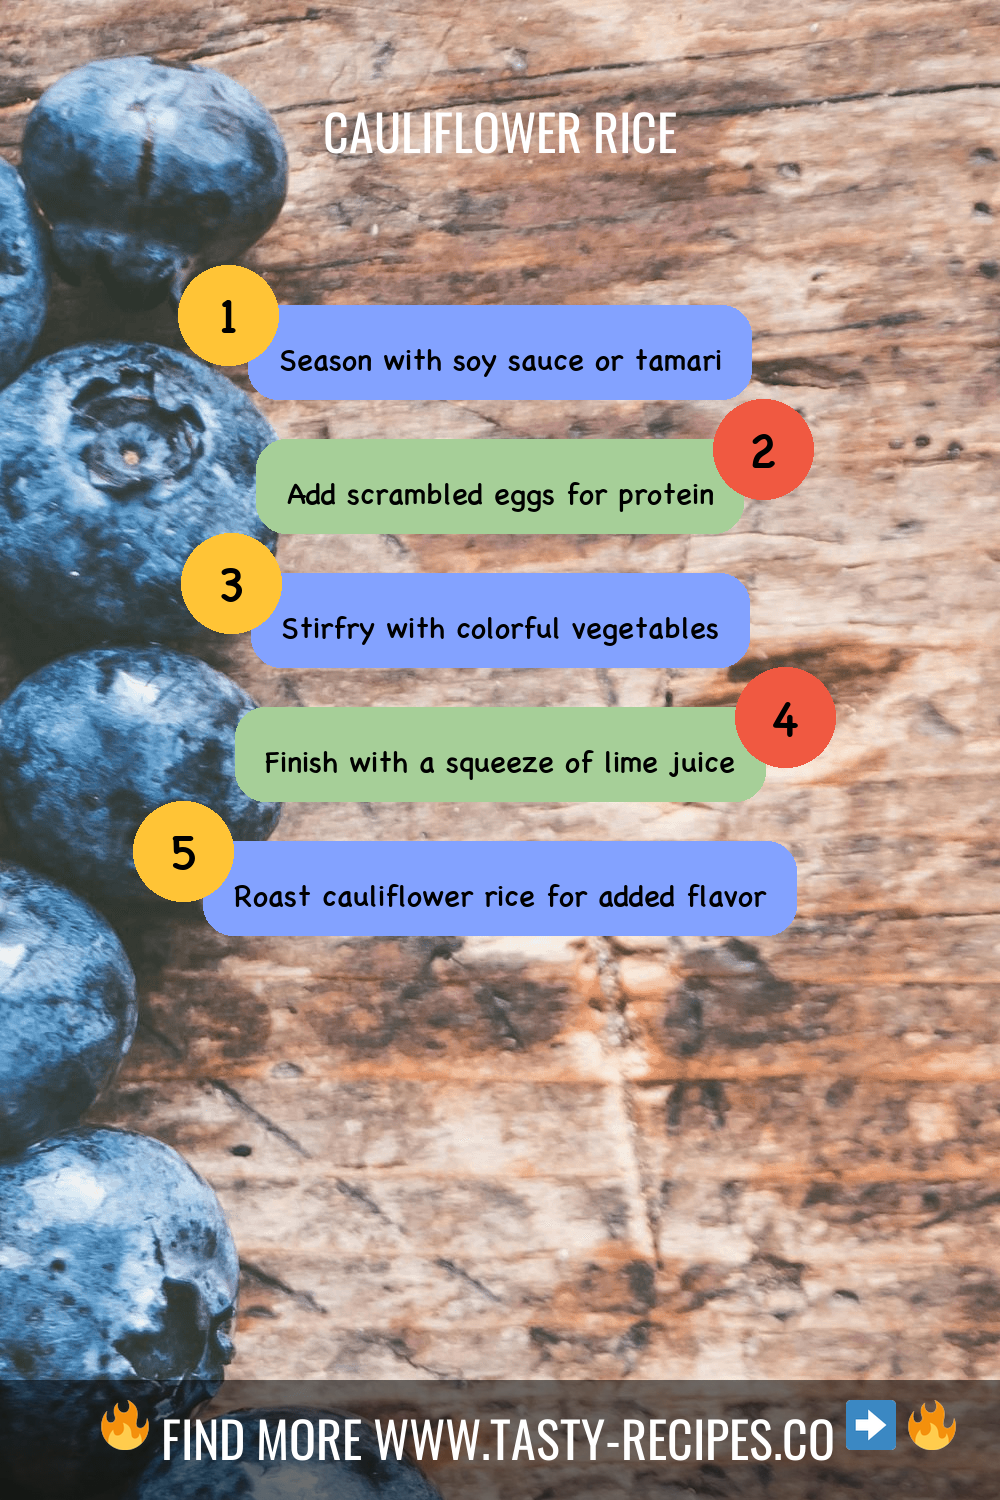 CAULIFLOWER RICE
1
Season with soy sauce or tamari
2
Add scrambled eggs for protein
3
Stirfry with colorful vegetables
4
Finish with a squeeze of lime juice
5
Roast cauliflower rice for added flavor
🔥 FIND MORE WWW.TASTY-RECIPES.CO ➡️ 🔥